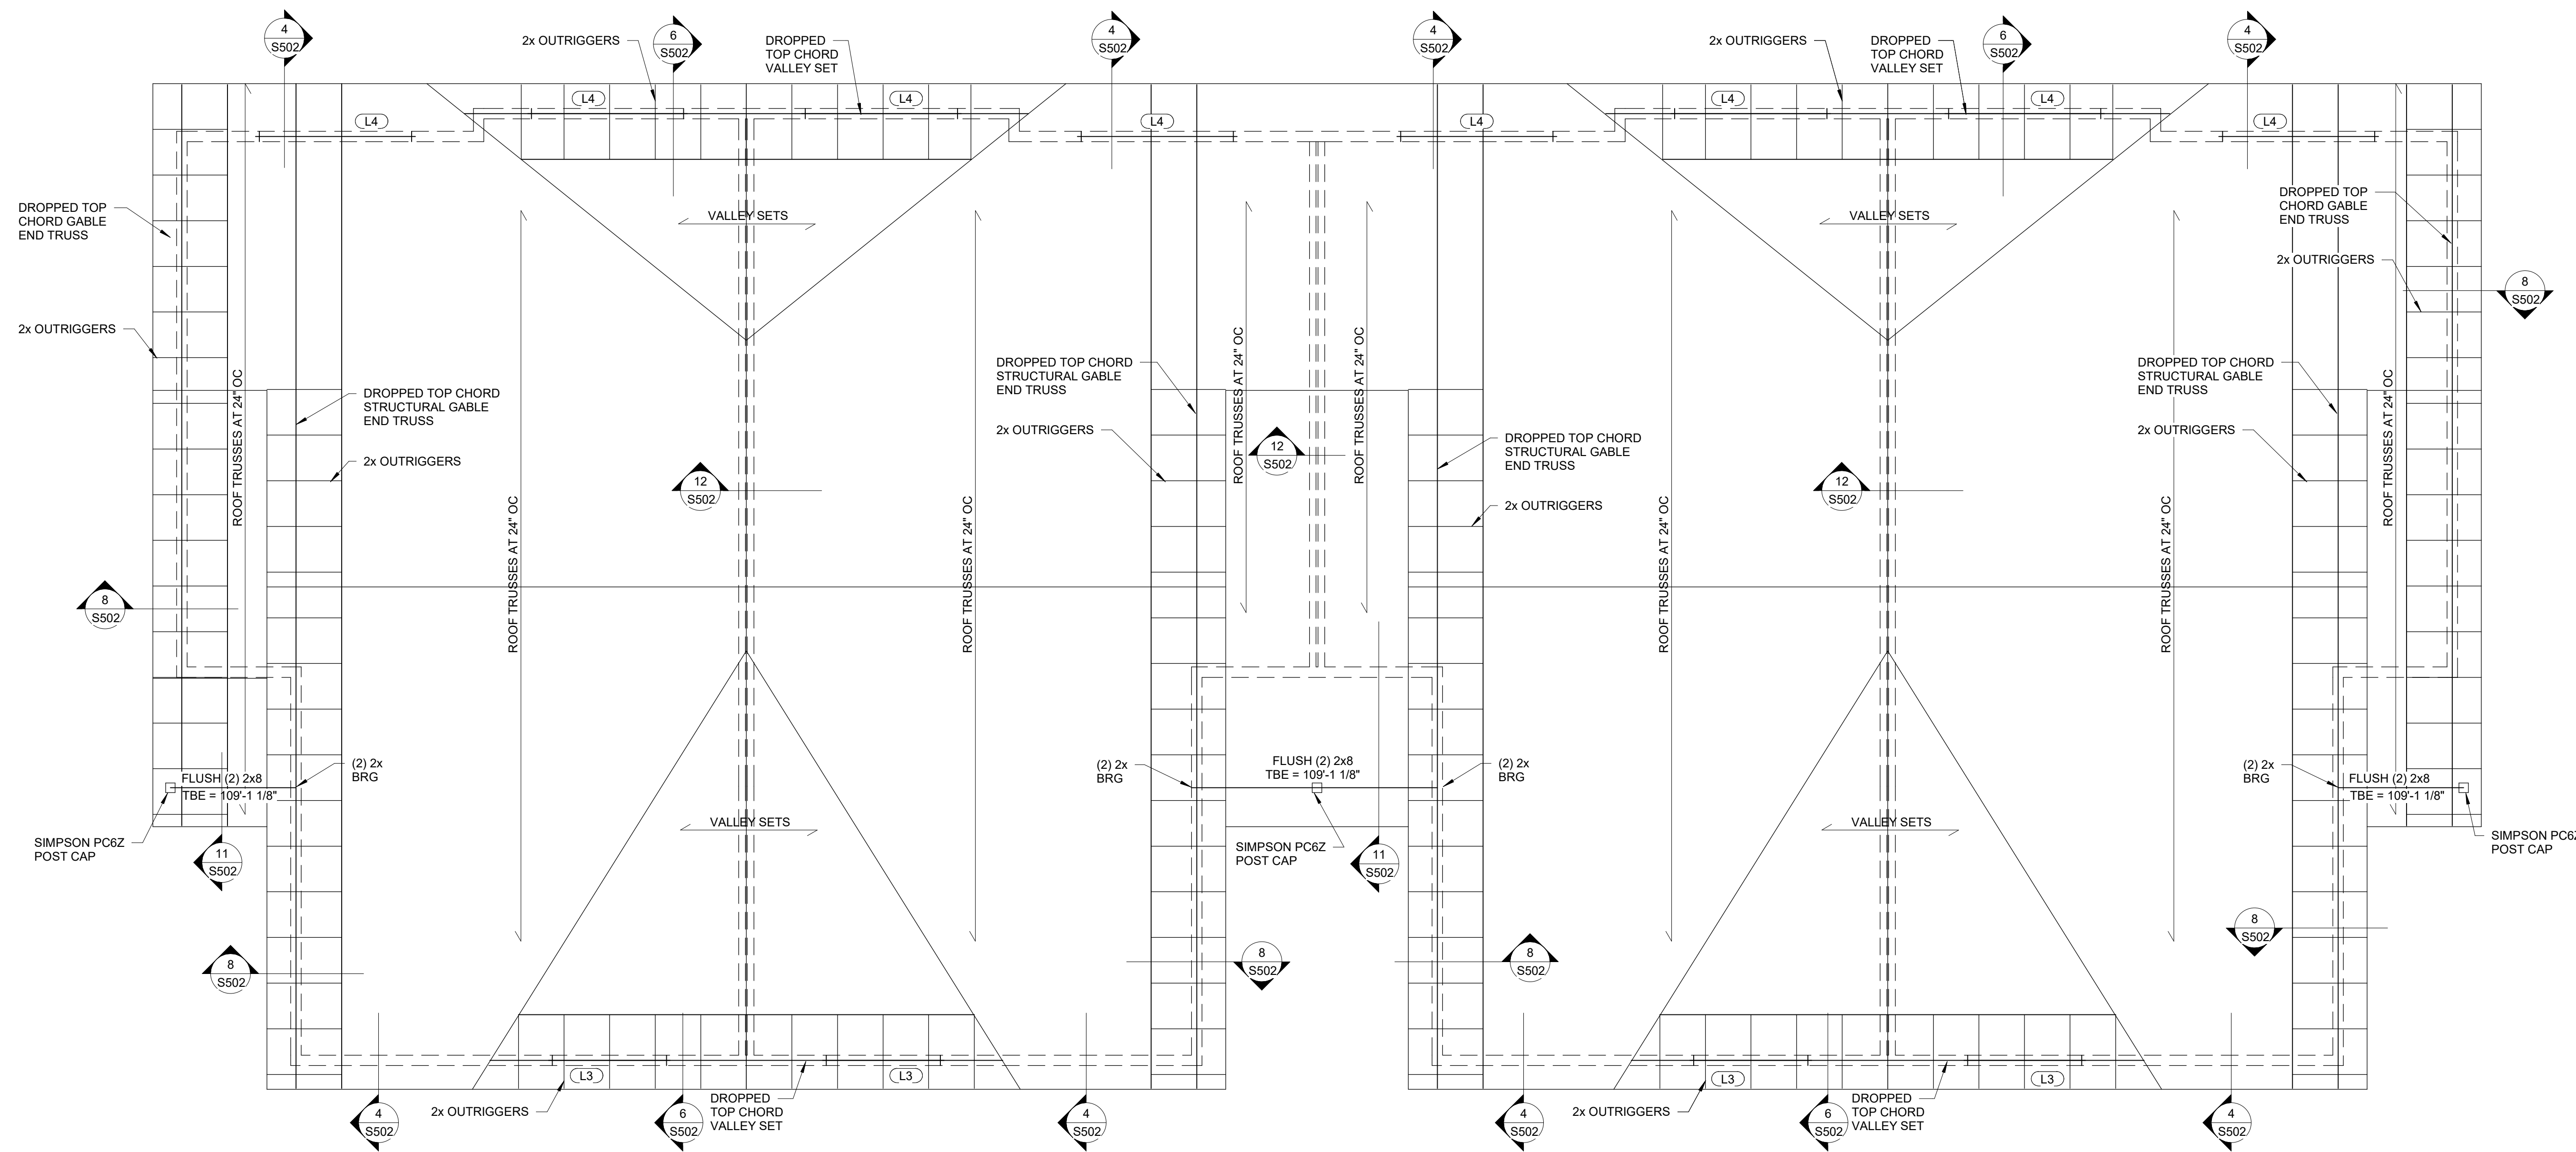 4
S502
2x OUTRIGGERS
6
S502
DROPPED
TOP CHORD
VALLEY SET
4
S502
4
S502
2x OUTRIGGERS
DROPPED
TOP CHORD
VALLEY SET
6
S502
4
S502
L4
L4
L4
L4
L4
L4
L4
L4
DROPPED TOP
CHORD GABLE
END TRUSS
VALLEY SETS
VALLEY SETS
DROPPED TOP
CHORD GABLE
END TRUSS
2x OUTRIGGERS
8
S502
2x OUTRIGGERS
ROOF TRUSSES AT 24" OC
DROPPED TOP CHORD
STRUCTURAL GABLE
END TRUSS
2x OUTRIGGERS
12
S502
ROOF TRUSSES AT 24" OC
ROOF TRUSSES AT 24" OC
DROPPED TOP CHORD
STRUCTURAL GABLE
END TRUSS
2x OUTRIGGERS
ROOF TRUSSES AT 24" OC
12
S502
ROOF TRUSSES AT 24" OC
DROPPED TOP CHORD
STRUCTURAL GABLE
END TRUSS
2x OUTRIGGERS
ROOF TRUSSES AT 24" OC
12
S502
ROOF TRUSSES AT 24" OC
DROPPED TOP CHORD
STRUCTURAL GABLE
END TRUSS
2x OUTRIGGERS
ROOF TRUSSES AT 24" OC
8
S502
FLUSH (2) 2x8
TBE = 109'-1 1/8"
(2) 2x
BRG
(2) 2x
BRG
FLUSH (2) 2x8
TBE = 109'-1 1/8"
(2) 2x
BRG
(2) 2x
BRG
FLUSH (2) 2x8
TBE = 109'-1 1/8"
SIMPSON PC6Z
POST CAP
11
S502
VALLEY SETS
SIMPSON PC6Z
POST CAP
11
S502
VALLEY SETS
SIMPSON PC6
POST CAP
8
S502
8
S502
8
S502
8
S502
L3
L3
L3
L3
4
S502
2x OUTRIGGERS
6
S502
DROPPED
TOP CHORD
VALLEY SET
4
S502
4
S502
2x OUTRIGGERS
6
S502
DROPPED
TOP CHORD
VALLEY SET
4
S502